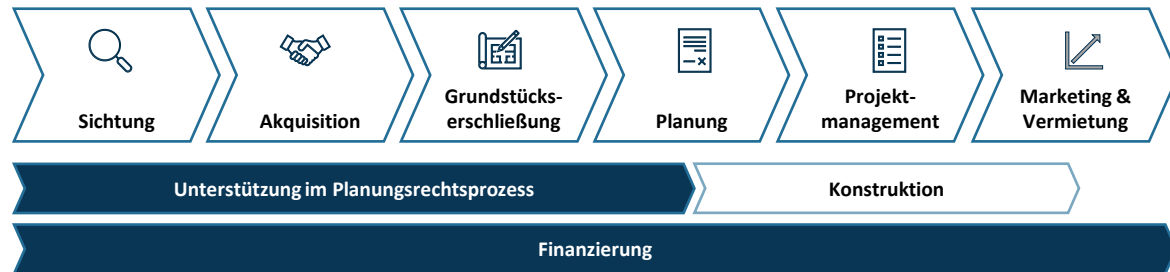 Sichtung
Akquisition
Grundstücks-
erschließung
Planung
Projekt-
management
Marketing &
Vermietung
Unterstützung im Planungsrechtsprozess
Konstruktion
Finanzierung